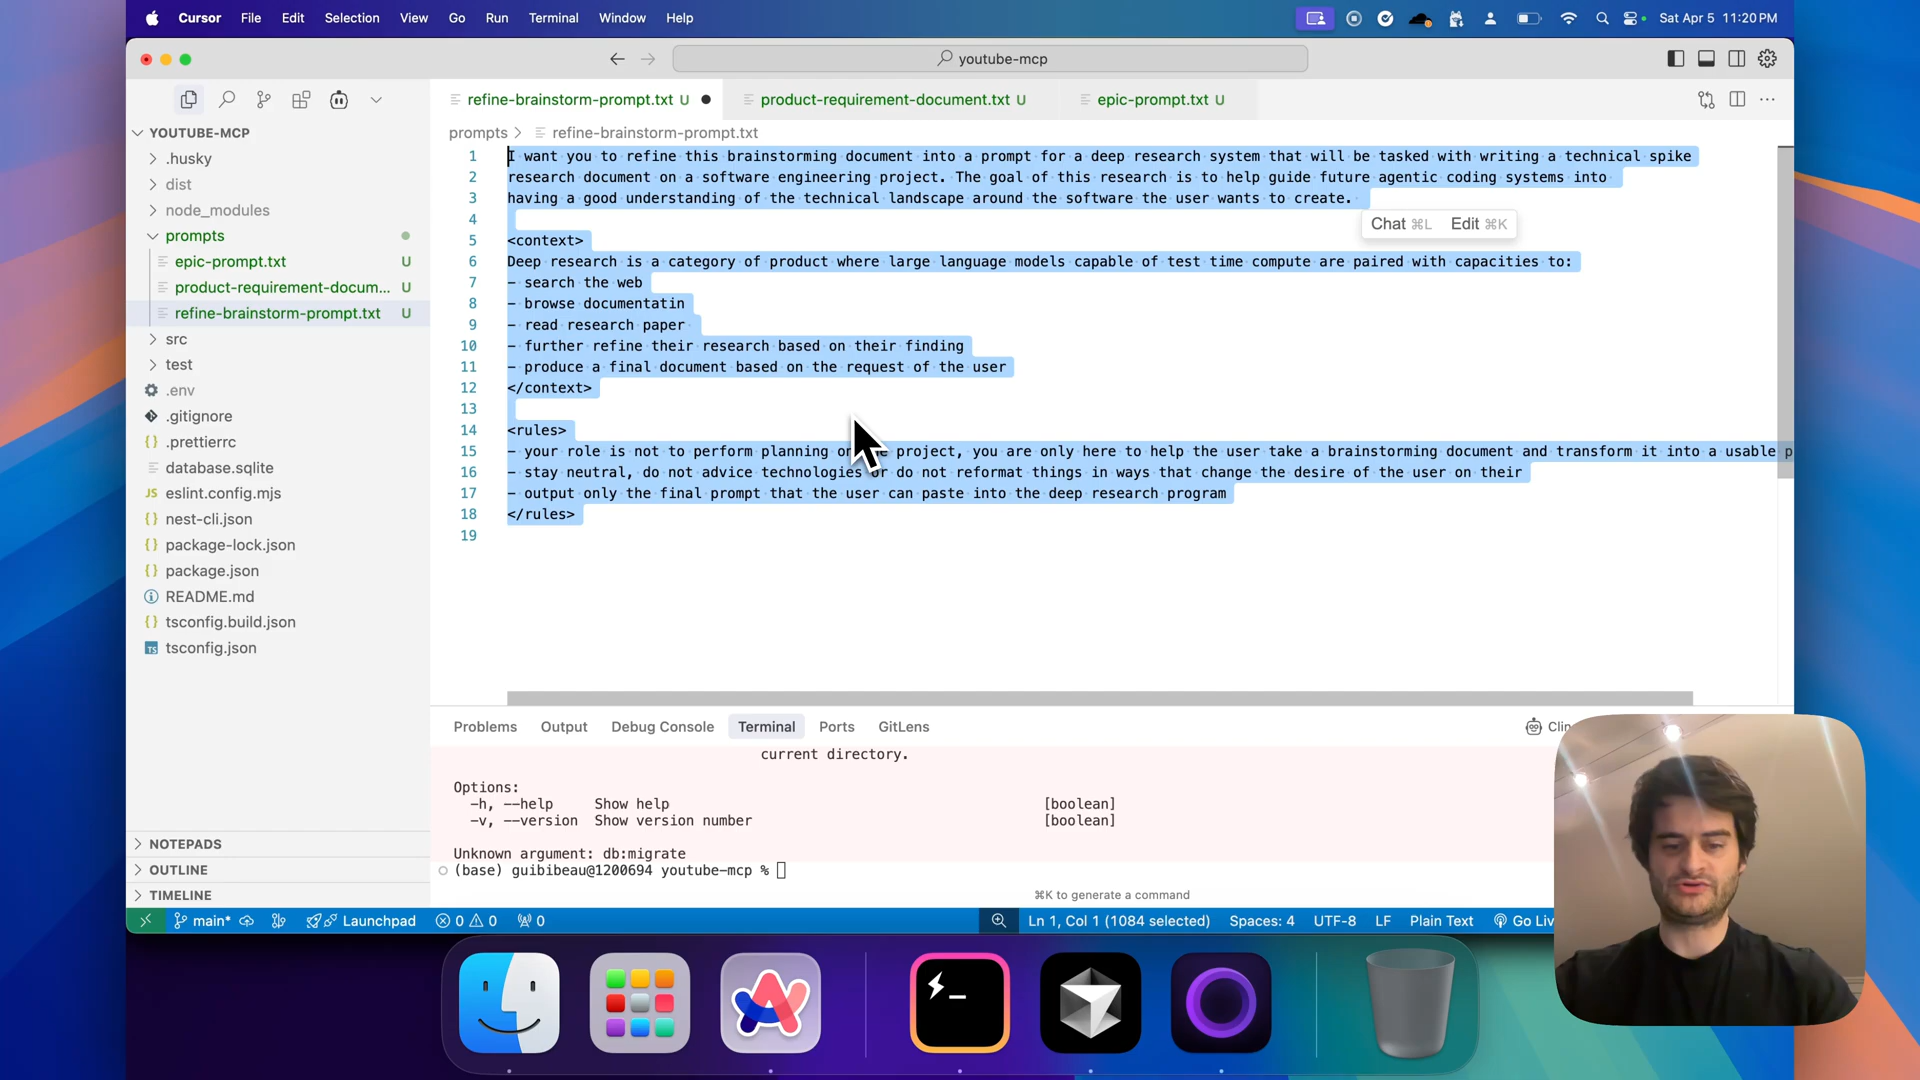 Cursor File Edit Selection View Go Run Terminal Window Help
Sat Apr 5 11:20 PM
youtube-mcp
refine-brainstorm-prompt.txt U
product-requirement-document.txt U
epic-prompt.txt U
YOUTUBE-MCP
.husky
dist
node_modules
prompts
epic-prompt.txt U
product-requirement-docum... U
refine-brainstorm-prompt.txt U
src
test
.env
.gitignore
.prettierrc
database.sqlite
eslint.config.mjs
nest-cli.json
package-lock.json
package.json
README.md
tsconfig.build.json
tsconfig.json
NOTEPADS
OUTLINE
TIMELINE
prompts > refine-brainstorm-prompt.txt
1 I want you to refine this brainstorming document into a prompt for a deep research system that will be tasked with writing a technical spike
2 research document on a software engineering project. The goal of this research is to help guide future agentic coding systems into
3 having a good understanding of the technical landscape around the software the user wants to create.
4
Chat ⌘L Edit ⌘K
5 <context>
6 Deep research is a category of product where large language models capable of test time compute are paired with capacities to:
7 - search the web
8 - browse documentatin
9 - read research paper
10 - further refine their research based on their finding
11 - produce a final document based on the request of the user
12 </context>
13
14 <rules>
15 - your role is not to perform planning on project, you are only here to help the user take a brainstorming document and transform it into a usable p
16 - stay neutral, do not advice technologies or do not reformat things in ways that change the desire of the user on their
17 - output only the final prompt that the user can paste into the deep research program
18 </rules>
19
Problems Output Debug Console Terminal Ports GitLens
current directory.
Options:
-h, --help Show help [boolean]
-v, --version Show version number [boolean]
Unknown argument: db:migrate
(base) guibibeau@1200694 youtube-mcp %
⌘K to generate a command
main* Launchpad 0 0 0 Ln 1, Col 1 (1084 selected) Spaces: 4 UTF-8 LF Plain Text Go Liv